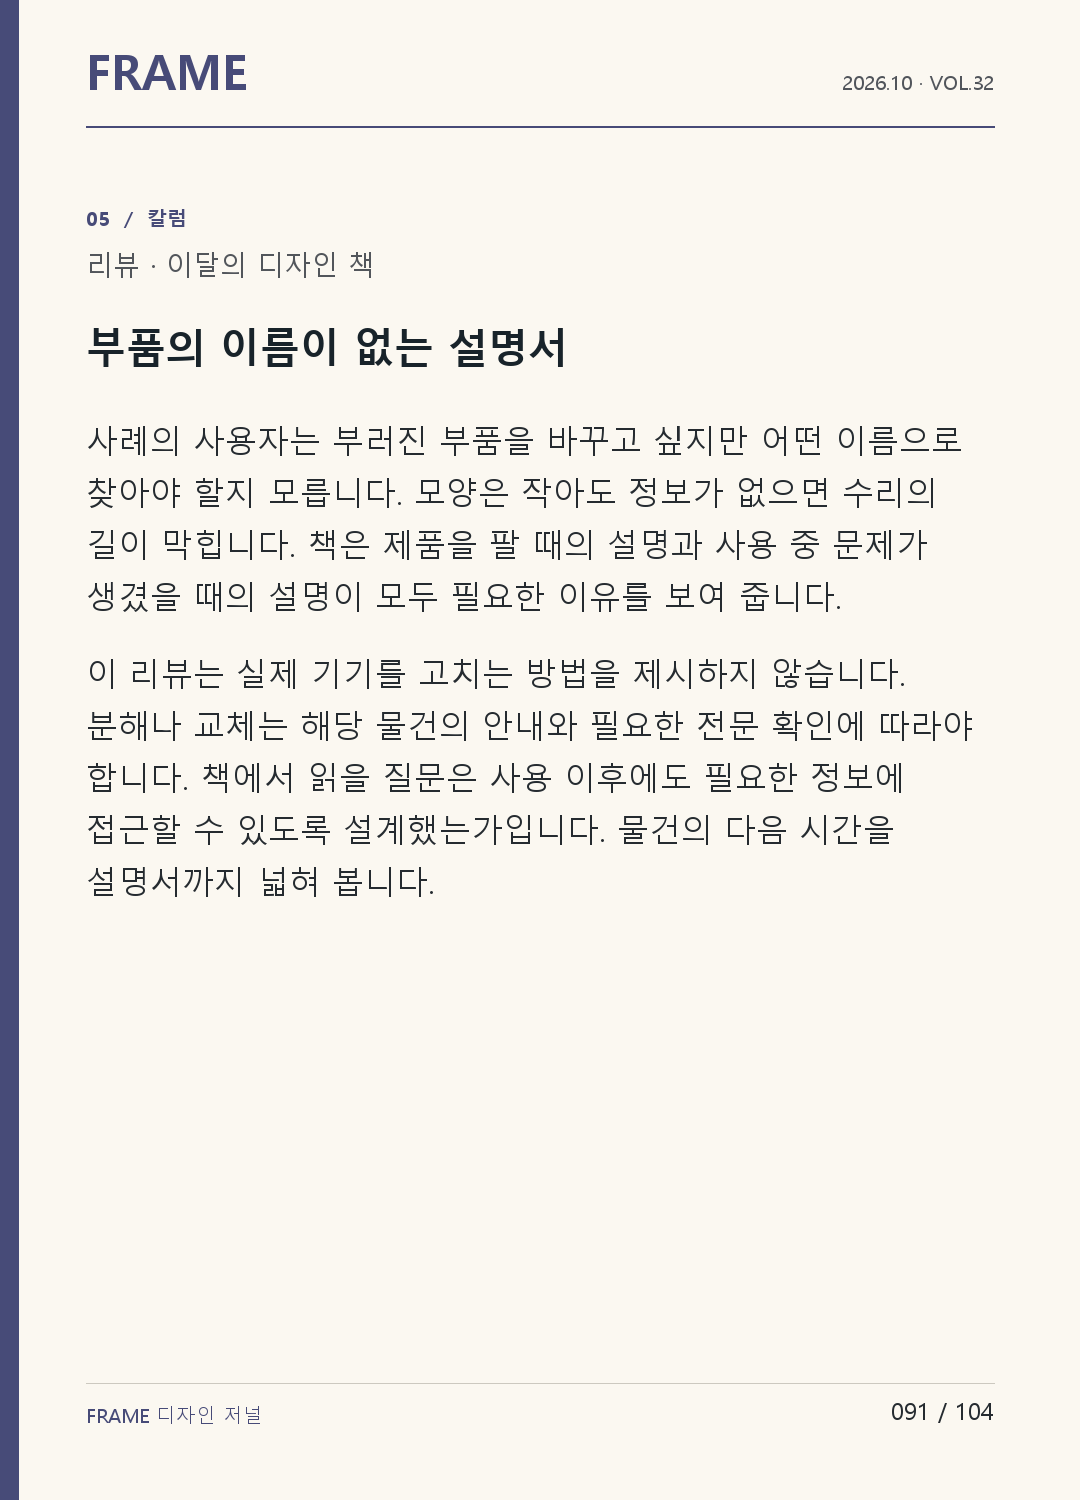 FRAME
2026.10 · VOL.32
05 / 칼럼
리뷰 · 이달의 디자인 책
부품의 이름이 없는 설명서
사례의 사용자는 부러진 부품을 바꾸고 싶지만 어떤 이름으로
찾아야 할지 모릅니다. 모양은 작아도 정보가 없으면 수리의
길이 막힙니다. 책은 제품을 팔 때의 설명과 사용 중 문제가
생겼을 때의 설명이 모두 필요한 이유를 보여 줍니다.
이 리뷰는 실제 기기를 고치는 방법을 제시하지 않습니다.
분해나 교체는 해당 물건의 안내와 필요한 전문 확인에 따라야
합니다. 책에서 읽을 질문은 사용 이후에도 필요한 정보에
접근할 수 있도록 설계했는가입니다. 물건의 다음 시간을
설명서까지 넓혀 봅니다.
FRAME 디자인 저널
091 / 104